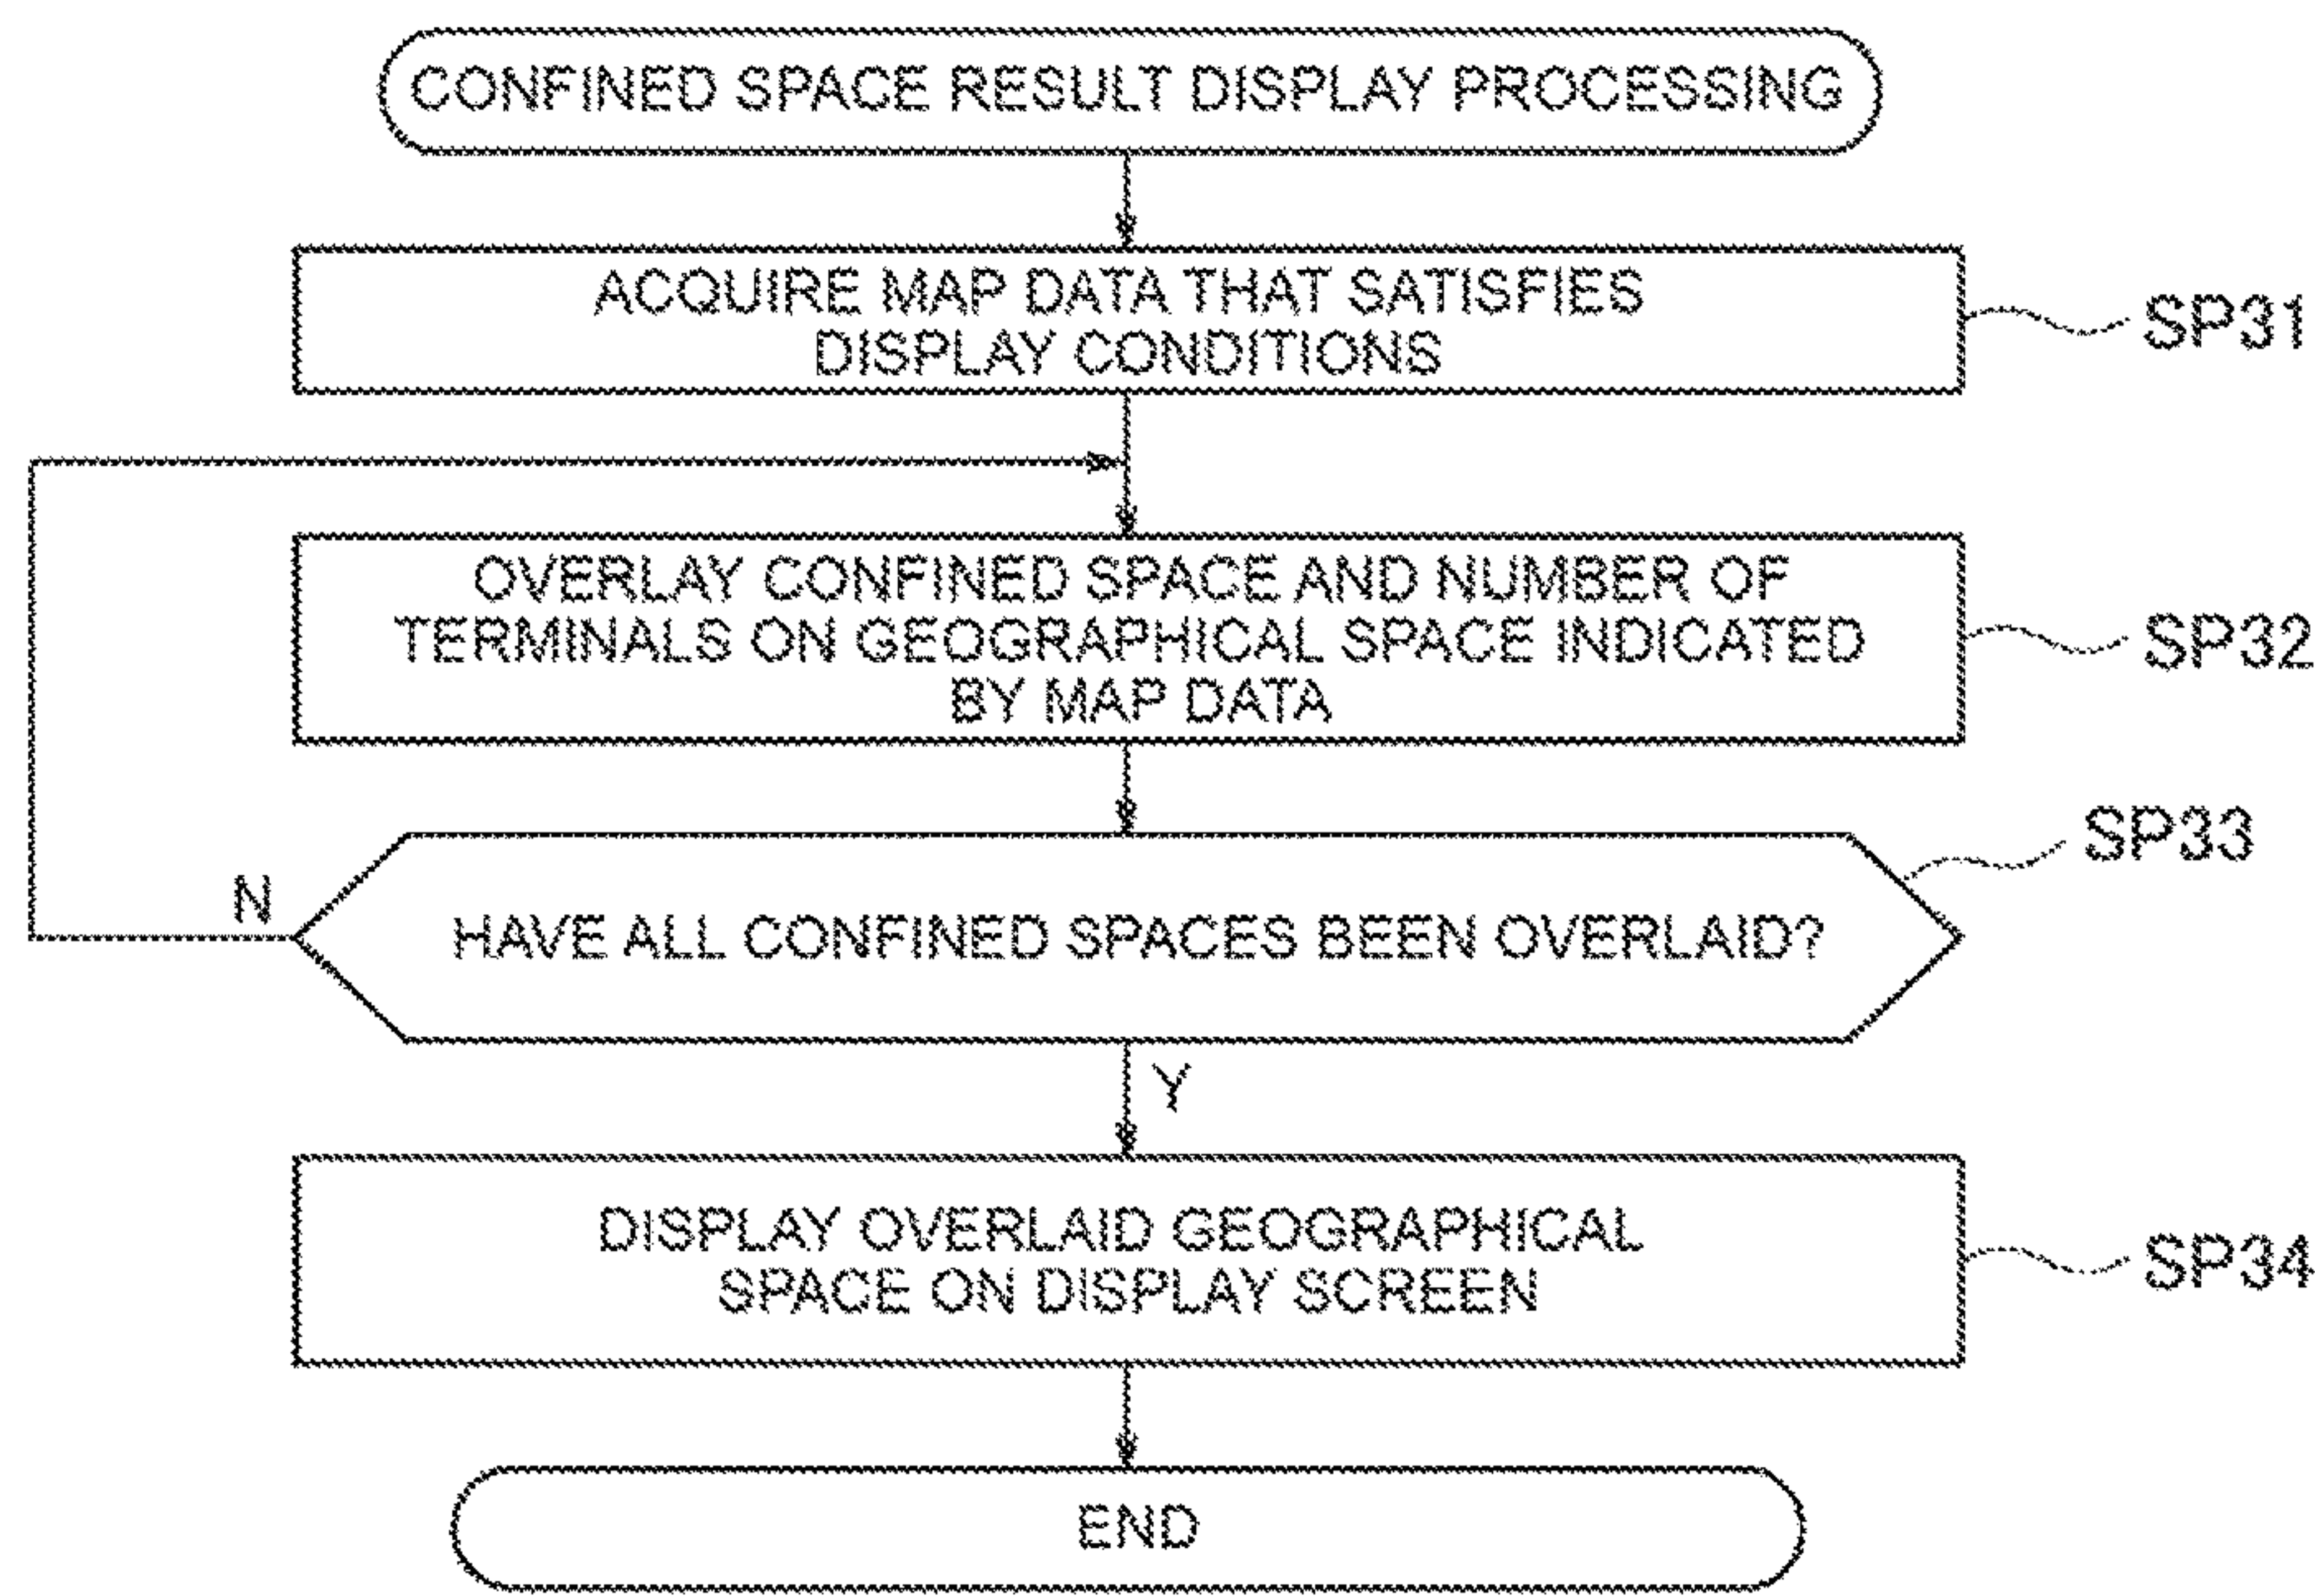 CONFINED SPACE RESULT DISPLAY PROCESSING
ACQUIRE MAP DATA THAT SATISFIES
DISPLAY CONDITIONS
SP31
OVERLAY CONFINED SPACE AND NUMBER OF
TERMINALS ON GEOGRAPHICAL SPACE INDICATED
BY MAP DATA
SP32
SP33
N
HAVE ALL CONFINED SPACES BEEN OVERLAID?
Y
DISPLAY OVERLAID GEOGRAPHICAL
SPACE ON DISPLAY SCREEN
SP34
END